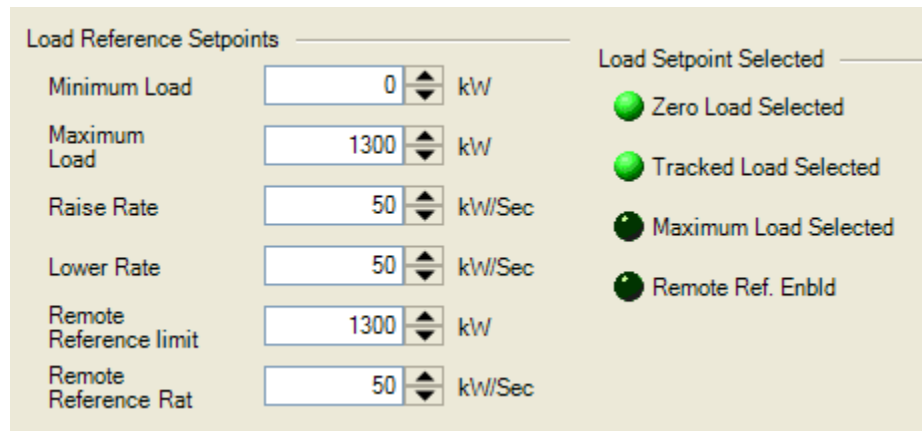 Load Reference Setpoints
Minimum Load 0 kW
Maximum
Load 1300 kW
Raise Rate 50 kW/Sec
Lower Rate 50 kW/Sec
Remote
Reference limit 1300 kW
Remote
Reference Rat 50 kW/Sec
Load Setpoint Selected
Zero Load Selected
Tracked Load Selected
Maximum Load Selected
Remote Ref. Enbld